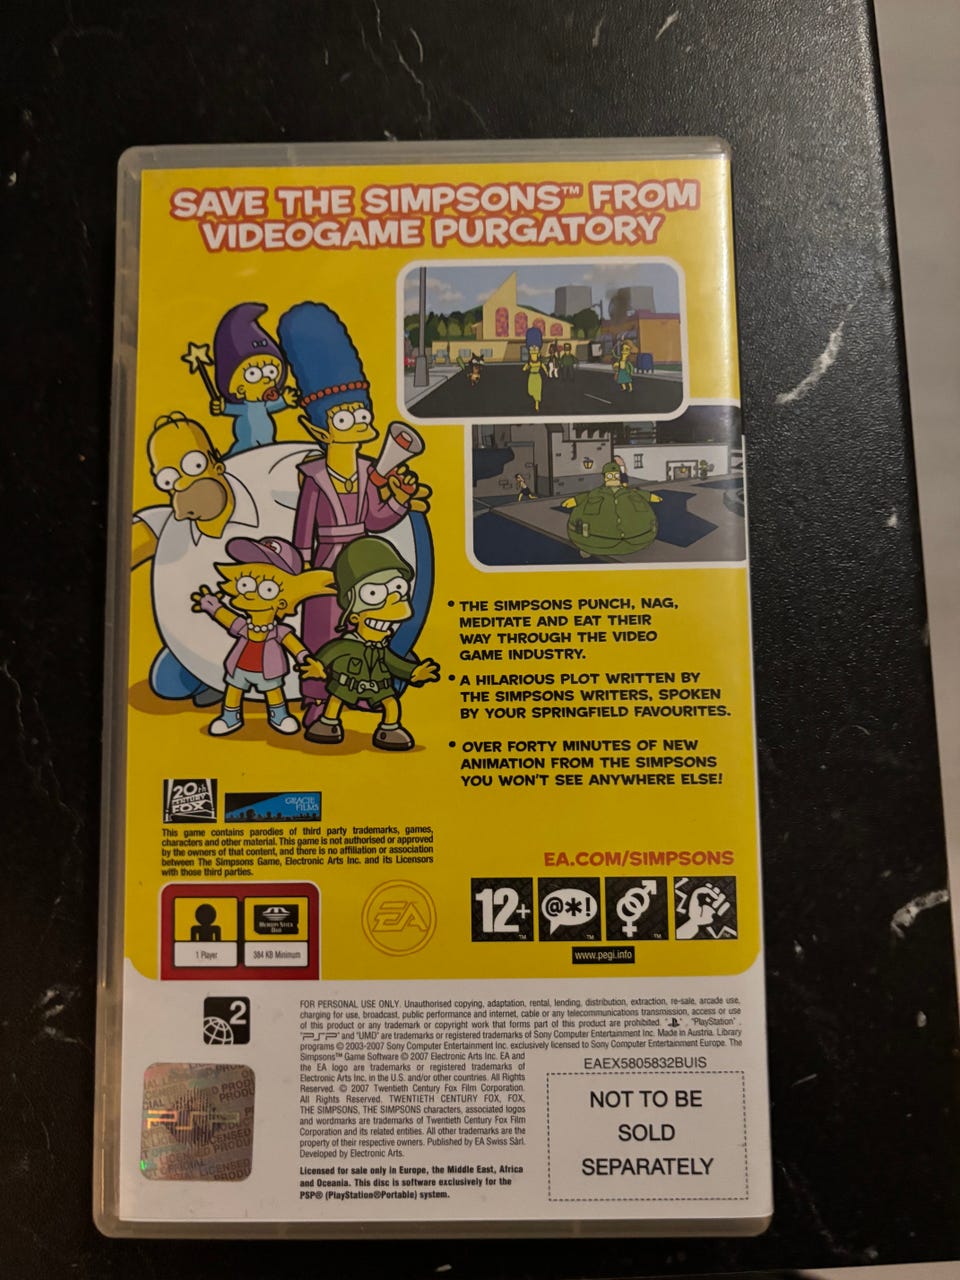 SAVE THE SIMPSONS™ FROM
VIDEOGAME PURGATORY
• THE SIMPSONS PUNCH, NAG,
MEDITATE AND EAT THEIR
WAY THROUGH THE VIDEO
GAME INDUSTRY.
• A HILARIOUS PLOT WRITTEN BY
THE SIMPSONS WRITERS, SPOKEN
BY YOUR SPRINGFIELD FAVOURITES.
• OVER FORTY MINUTES OF NEW
ANIMATION FROM THE SIMPSONS
YOU WON'T SEE ANYWHERE ELSE!
20th
CENTURY
FOX
GRACIE
FILMS
This game contains parodies of third party trademarks, games,
characters and other material. This game is not authorised or approved
by the owners of that content, and there is no affiliation or association
between The Simpsons Game, Electronic Arts Inc. and its Licensors
with those third parties.
EA.COM/SIMPSONS
MEMORY STICK
DUO
1 Player
384 KB Minimum
EA
12+
@*!
™ ™ ™ ™
www.pegi.info
2
FOR PERSONAL USE ONLY. Unauthorised copying, adaptation, rental, lending, distribution, extraction, re-sale, arcade use,
charging for use, broadcast, public performance and internet, cable or any telecommunications transmission, access or use
of this product or any trademark or copyright work that forms part of this product are prohibited. " ", "PlayStation",
"PSP" and "UMD" are trademarks or registered trademarks of Sony Computer Entertainment Inc. Made in Austria. Library
programs © 2003-2007 Sony Computer Entertainment Inc. exclusively licensed to Sony Computer Entertainment Europe. The
Simpsons™ Game Software © 2007 Electronic Arts Inc. EA and
the EA logo are trademarks or registered trademarks of
Electronic Arts Inc. in the U.S. and/or other countries. All Rights
Reserved. © 2007 Twentieth Century Fox Film Corporation.
All Rights Reserved. TWENTIETH CENTURY FOX, FOX,
THE SIMPSONS, THE SIMPSONS characters, associated logos
and wordmarks are trademarks of Twentieth Century Fox Film
Corporation and its related entities. All other trademarks are the
property of their respective owners. Published by EA Swiss Sàrl.
Developed by Electronic Arts.
Licensed for sale only in Europe, the Middle East, Africa
and Oceania. This disc is software exclusively for the
PSP® (PlayStation®Portable) system.
EAEX5805832BUIS
NOT TO BE
SOLD
SEPARATELY
PSP